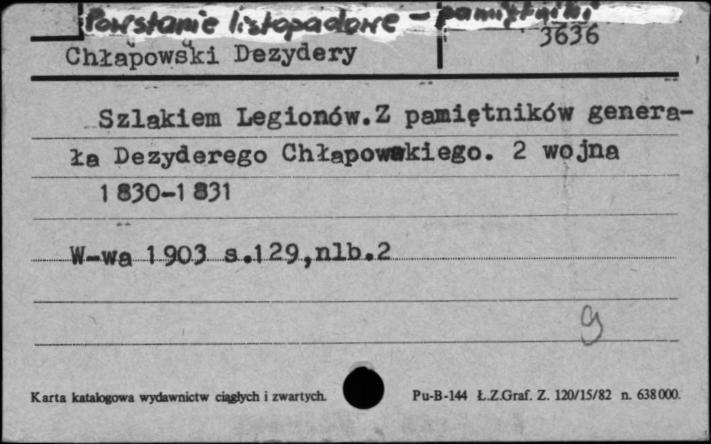 Powstanie listopadowe - pamiętniki
3636
Chłapowski Dezydery
Szlakiem Legionów. Z pamiętników genera-
ła Dezyderego Chłapowskiego. 2 wojna
1830-1831
W-wa 1903 s.129,nlb.2
g
Karta katalogowa wydawnictw ciągłych i zwartych.
Pu-B-144 Ł.Z.Graf. Z. 120/15/82 n. 638000.